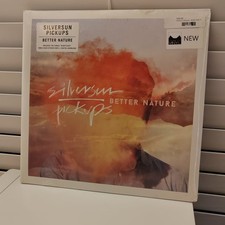 SILVERSUN
PICKUPS
BETTER NATURE
NEW
silversun
pickups
BETTER NATURE